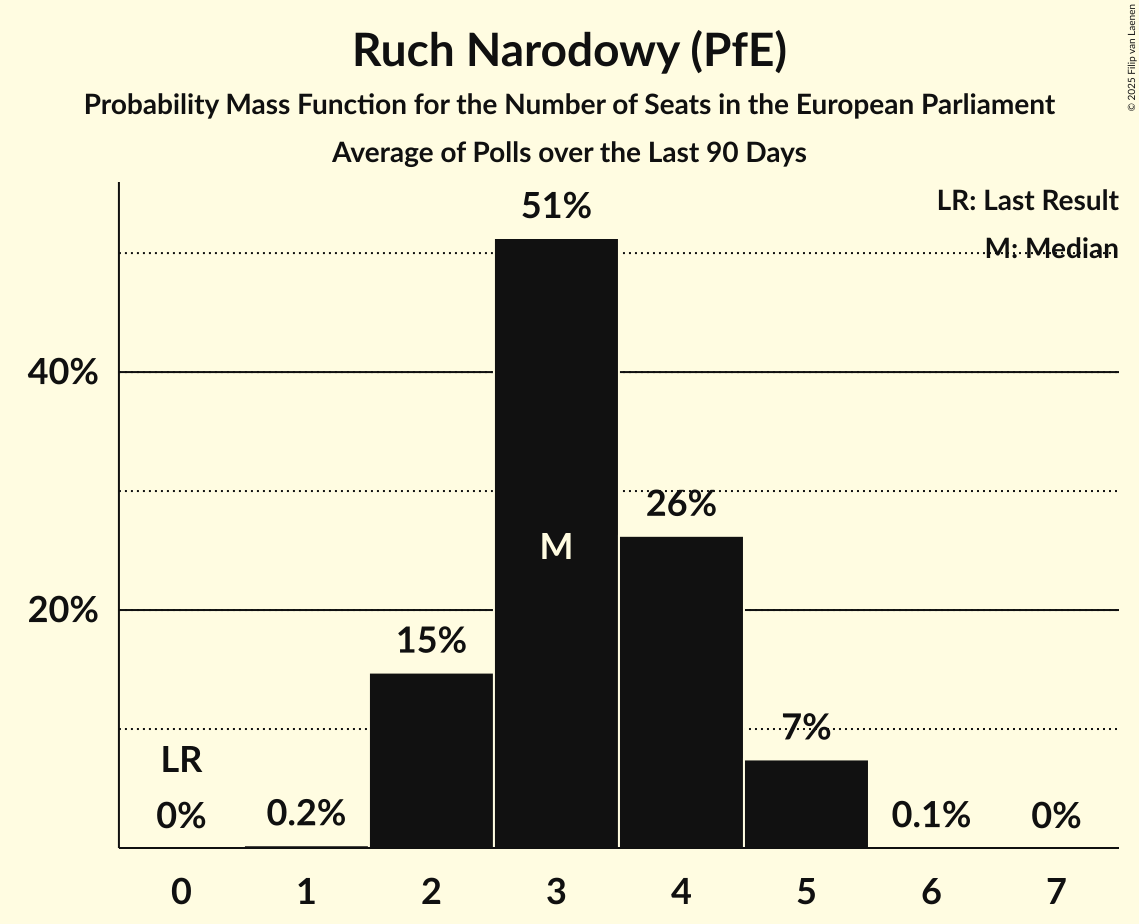 Ruch Narodowy (PfE)
Probability Mass Function for the Number of Seats in the European Parliament
Average of Polls over the Last 90 Days
© 2025 Filip van Laenen
LR: Last Result
M: Median
51%
40%
26%
M
20%
15%
7%
LR
0%
0.2%
0.1%
0%
0 1 2 3 4 5 6 7